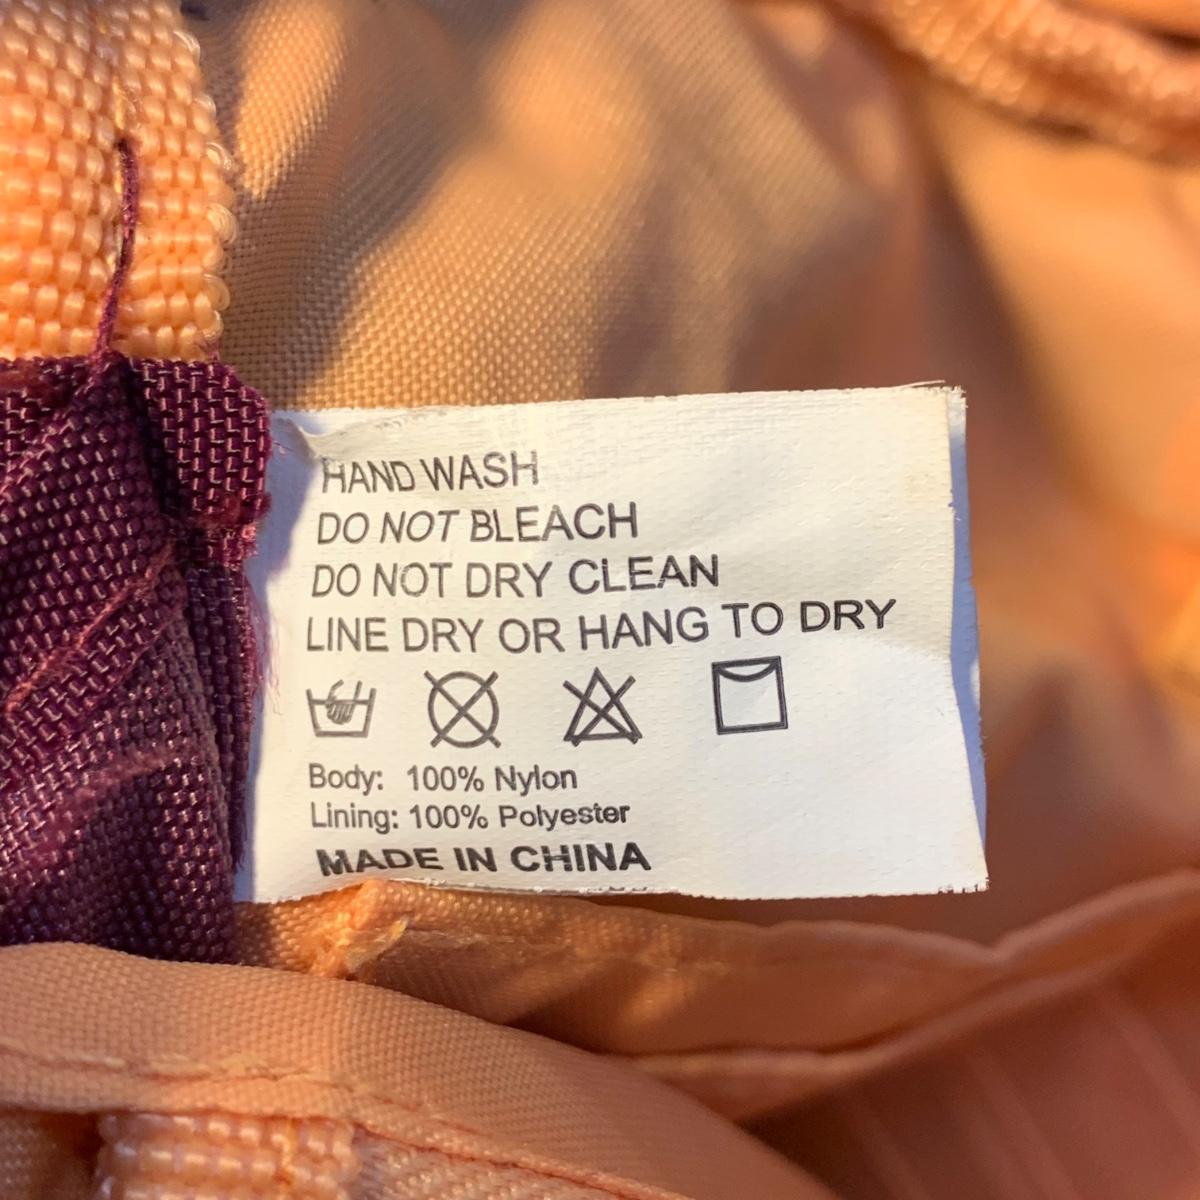 HAND WASH
DO NOT BLEACH
DO NOT DRY CLEAN
LINE DRY OR HANG TO DRY
Body: 100% Nylon
Lining: 100% Polyester
MADE IN CHINA